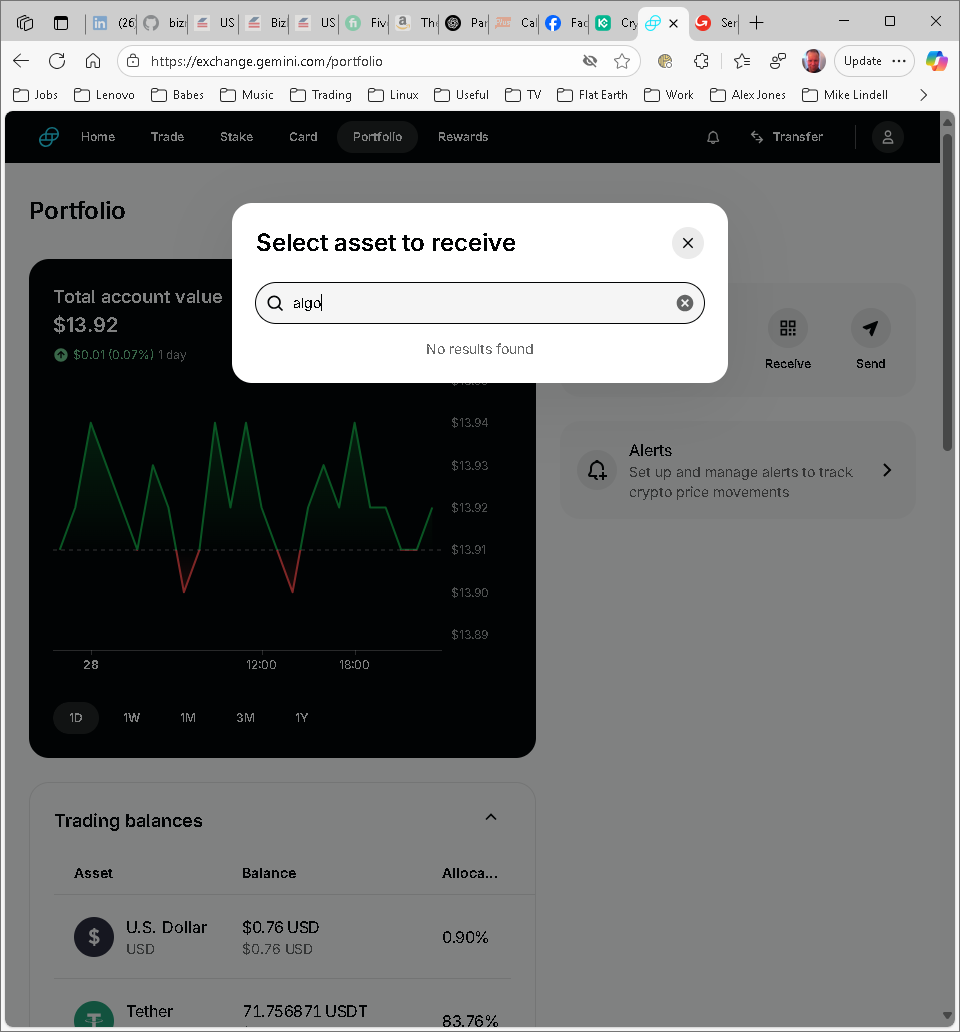 (26
bizn
US
Biz
US
Fiv
The
Par
Cal
Fac
Cry
Ser
https://exchange.gemini.com/portfolio
Update
Jobs
Lenovo
Babes
Music
Trading
Linux
Useful
TV
Flat Earth
Work
Alex Jones
Mike Lindell
Home
Trade
Stake
Card
Portfolio
Rewards
Transfer
Portfolio
Select asset to receive
algo
No results found
Total account value
$13.92
$0.01 (0.07%) 1 day
Receive
Send
Alerts
Set up and manage alerts to track
crypto price movements
$13.94
$13.93
$13.92
$13.91
$13.90
$13.89
28
12:00
18:00
1D
1W
1M
3M
1Y
Trading balances
Asset
Balance
Alloca...
$
U.S. Dollar
USD
$0.76 USD
$0.76 USD
0.90%
Tether
71.756871 USDT
83.76%